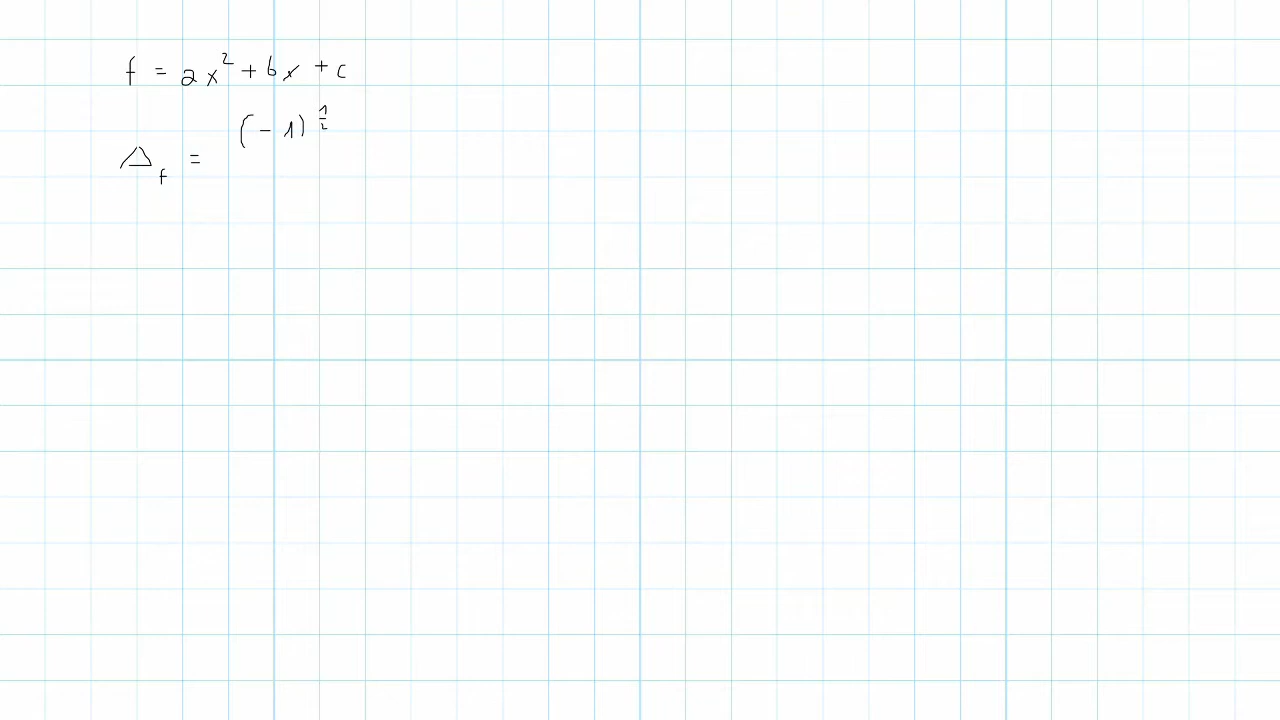 f = ax² + bx + c
(-1)^½
Δ_f =